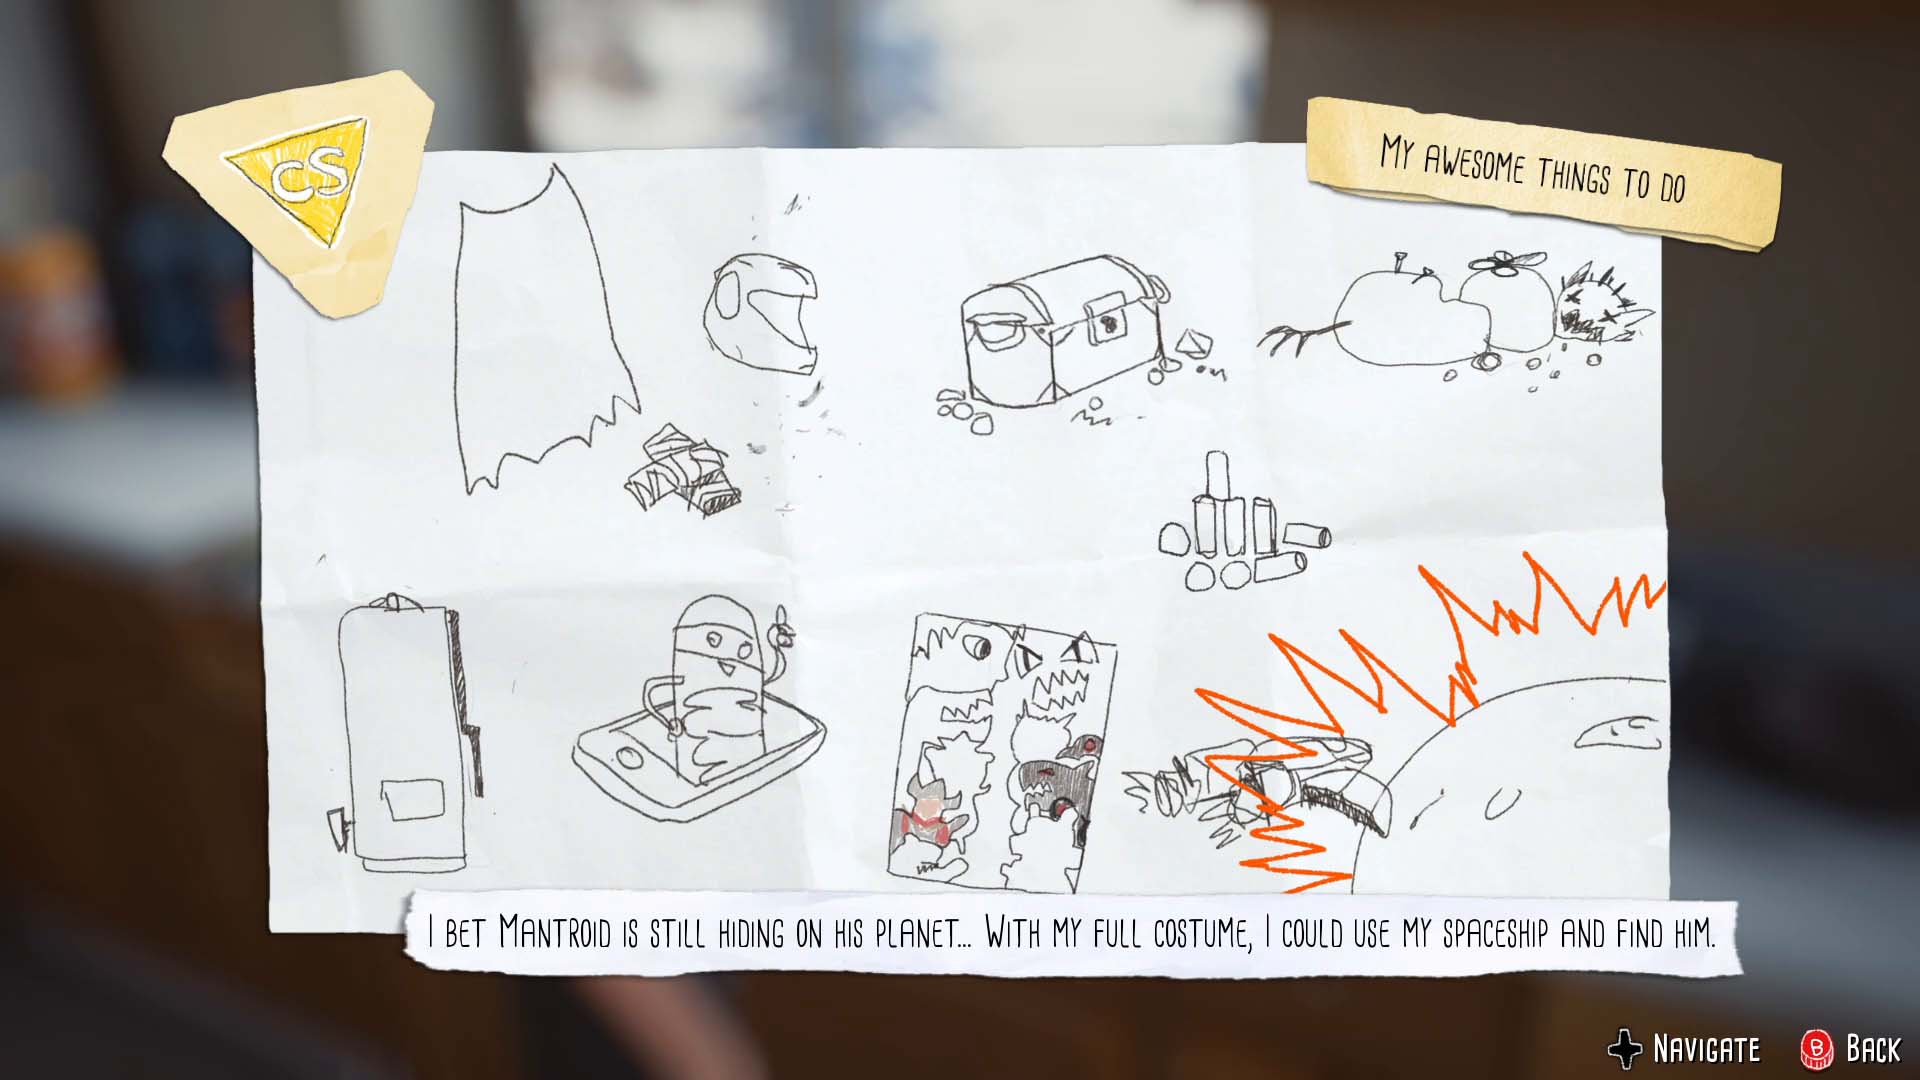 CS
My awesome things to do
I bet Mantroid is still hiding on his planet... With my full costume, I could use my spaceship and find him.
Navigate
B Back